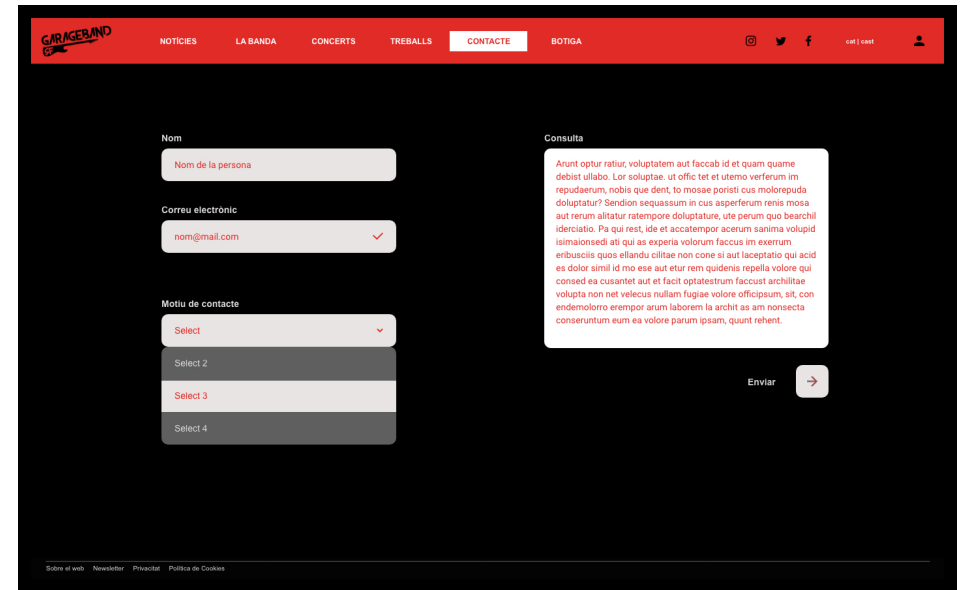 GARAGEBAND
NOTÍCIES LA BANDA CONCERTS TREBALLS CONTACTE BOTIGA cat | cast
Nom
Nom de la persona
Correu electrònic
nom@mail.com
Motiu de contacte
Select
Select 2
Select 3
Select 4
Consulta
Arunt optur ratiur, voluptatem aut faccab id et quam quame
debist ullabo. Lor soluptae. ut offic tet et utemo verferum im
repudaerum, nobis que dent, to mosae poristi cus molorepuda
doluptatur? Sendion sequassum in cus asperferum renis mosa
aut rerum alitatur ratempore doluptature, ute perum quo bearchil
iderciatio. Pa qui rest, ide et accatempor acerum sanima volupid
isimaionsedi ati qui as experia volorum faccus im exerrum
eribusciis quos ellandu cilitae non cone si aut laceptatio qui acid
es dolor simil id mo ese aut etur rem quidenis repella volore qui
consed ea cusantet aut et facit optatestrum faccust architae
volupta non net velecus nullam fugiae volore officipsum, sit, con
endemolorro erempor arum laborem la archit as am nonsecta
conseruntum eum ea volore parum ipsam, quunt rehent.
Enviar
Sobre el web Newsletter Privacitat Política de Cookies